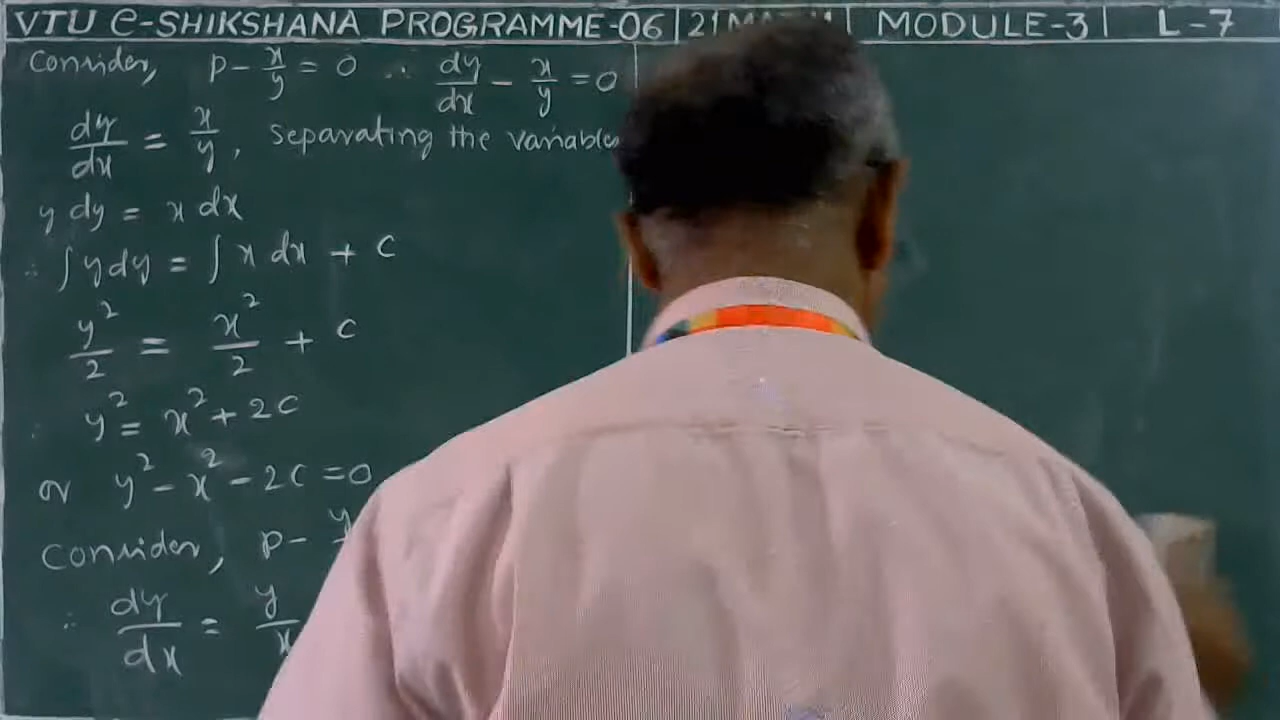 VTU e-SHIKSHANA PROGRAMME-06 | 21 | MODULE-3 | L-7
Consider, p - x/y = 0 ∴ dy/dx - x/y = 0
dy/dx = x/y, separating the variables
y dy = x dx
∴ ∫ y dy = ∫ x dx + c
y²/2 = x²/2 + c
∴ y² = x² + 2c
or y² - x² - 2c = 0
Consider, p - y
∴ dy/dx = y/x